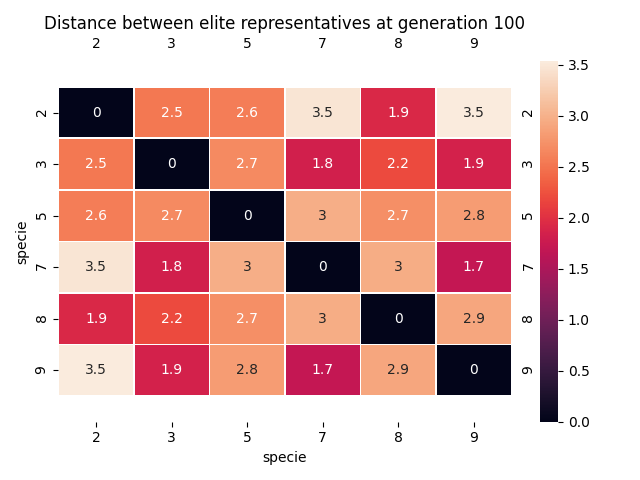 Distance between elite representatives at generation 100
2 3 5 7 8 9
3.5
2 0 2.5 2.6 3.5 1.9 3.5 2
3.0
3 2.5 0 2.7 1.8 2.2 1.9 3
2.5
5 2.6 2.7 0 3 2.7 2.8 5
2.0
specie
7 3.5 1.8 3 0 3 1.7 7
1.5
8 1.9 2.2 2.7 3 0 2.9 8
1.0
9 3.5 1.9 2.8 1.7 2.9 0 9
0.5
0.0
2 3 5 7 8 9
specie